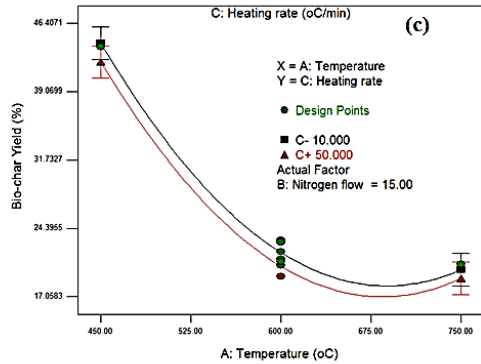 C: Heating rate (oC/min)
(c)
46.4071
39.0699
31.7327
24.3955
17.0583
Bio-char Yield (%)
X = A: Temperature
Y = C: Heating rate
Design Points
C- 10.000
C+ 50.000
Actual Factor
B: Nitrogen flow = 15.00
450.00
525.00
600.00
675.00
750.00
A: Temperature (oC)